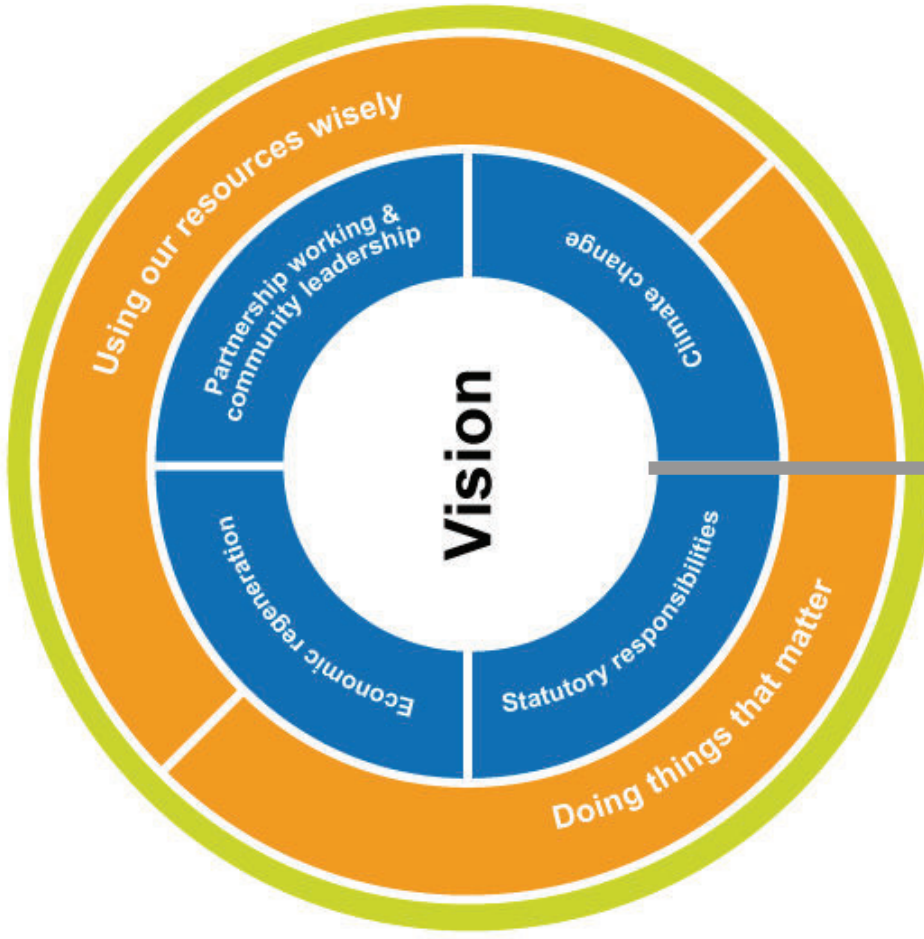 Using our resources wisely
Partnership working &
community leadership
Climate change
Vision
Economic regeneration
Statutory responsibilities
Doing things that matter